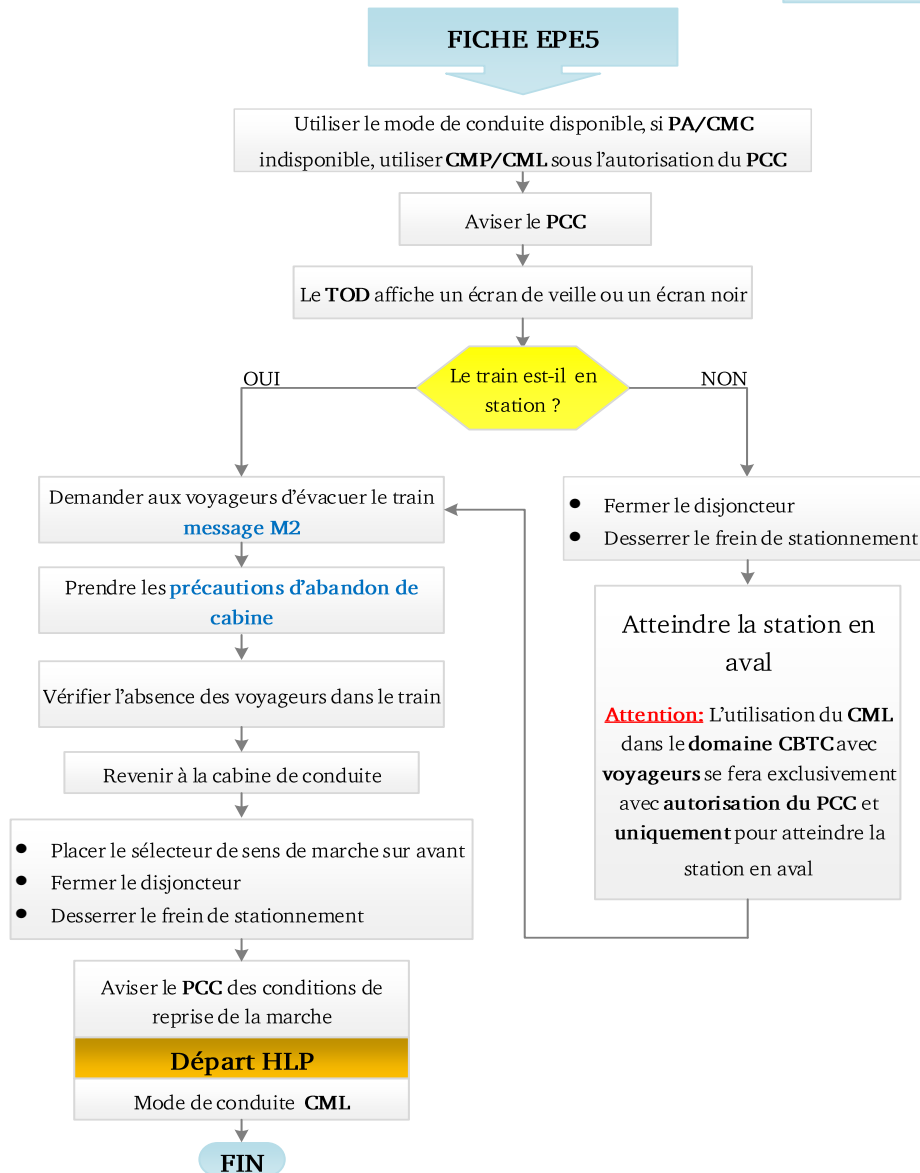 FICHE EPE5
Utiliser le mode de conduite disponible, si PA/CMC
indisponible, utiliser CMP/CML sous l'autorisation du PCC
Aviser le PCC
Le TOD affiche un écran de veille ou un écran noir
Le train est-il en
station ?
OUI
NON
Demander aux voyageurs d'évacuer le train
message M2
Prendre les précautions d'abandon de
cabine
Vérifier l'absence des voyageurs dans le train
Revenir à la cabine de conduite
• Placer le sélecteur de sens de marche sur avant
• Fermer le disjoncteur
• Desserrer le frein de stationnement
• Fermer le disjoncteur
• Desserrer le frein de stationnement
Atteindre la station en
aval
Attention: L'utilisation du CML
dans le domaine CBTC avec
voyageurs se fera exclusivement
avec autorisation du PCC et
uniquement pour atteindre la
station en aval
Aviser le PCC des conditions de
reprise de la marche
Départ HLP
Mode de conduite CML
FIN